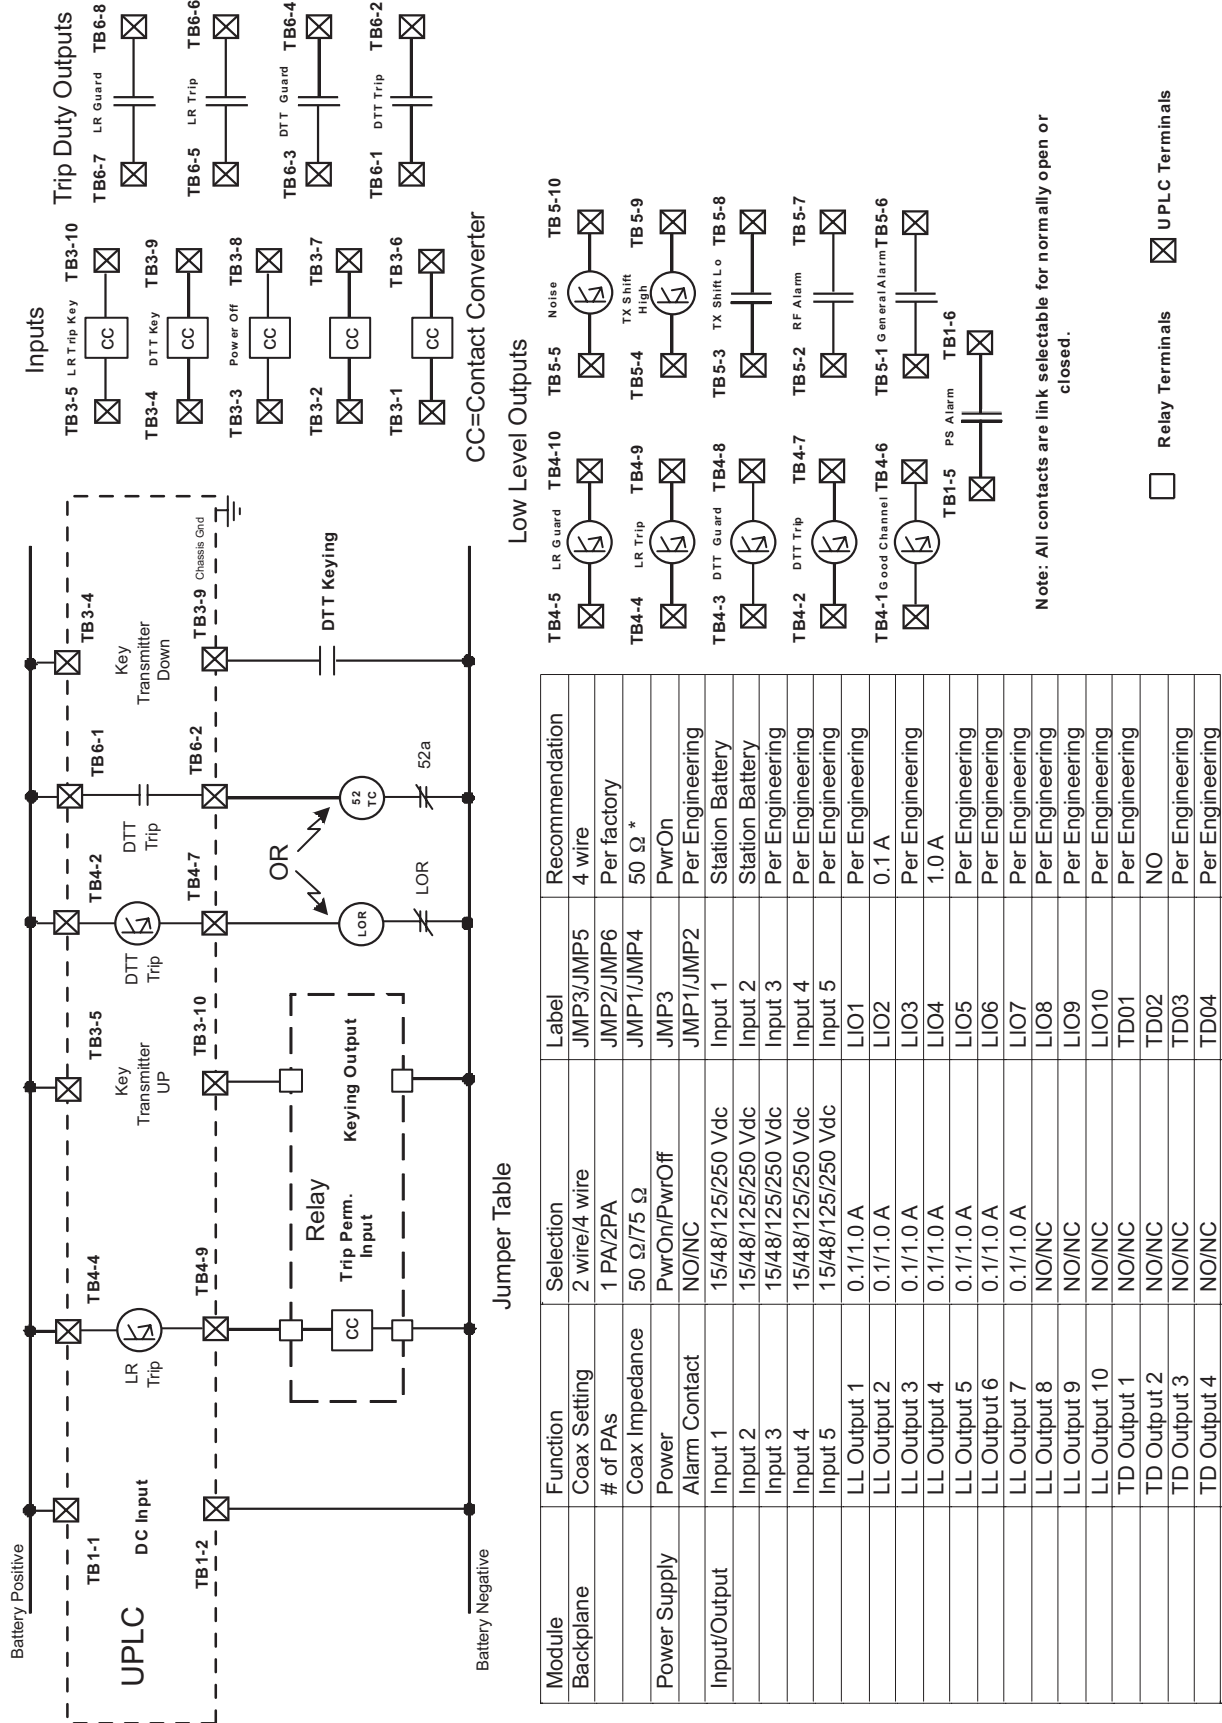 Battery Positive
UPLC
TB1-1
DC Input
TB1-2
TB4-4
LR
Trip
TB4-9
TB3-5
Key
Transmitter
UP
TB3-10
TB4-2
DTT
Trip
TB4-7
TB6-1
DTT
Trip
TB6-2
TB3-4
Key
Transmitter
Down
TB3-9
Chassis Gnd
Relay
Trip Perm.
Input
CC
Keying Output
OR
LOR
LOR
52
TC
52a
DTT Keying
Battery Negative
Inputs
TB3-5 LR Trip Key TB3-10
CC
TB3-4 DTT Key TB3-9
CC
TB3-3 Power Off TB3-8
CC
TB3-2 TB3-7
CC
TB3-1 TB3-6
CC
CC=Contact Converter
Trip Duty Outputs
TB6-7 LR Guard TB6-8
TB6-5 LR Trip TB6-6
TB6-3 DTT Guard TB6-4
TB6-1 DTT Trip TB6-2
Low Level Outputs
TB4-5 LR Guard TB4-10
TB4-4 LR Trip TB4-9
TB4-3 DTT Guard TB4-8
TB4-2 DTT Trip TB4-7
TB4-1 Good Channel TB4-6
TB5-5 Noise TB5-10
TB5-4 TX Shift High TB5-9
TB5-3 TX Shift Lo TB5-8
TB5-2 RF Alarm TB5-7
TB5-1 General Alarm TB5-6
TB1-5 PS Alarm TB1-6
Note: All contacts are link selectable for normally open or
closed.
Relay Terminals
UPLC Terminals
Jumper Table
Module Function Selection Label Recommendation
Backplane Coax Setting 2 wire/4 wire JMP3/JMP5 4 wire
# of PAs 1 PA/2PA JMP2/JMP6 Per factory
Coax Impedance 50 Ω/75 Ω JMP1/JMP4 50 Ω *
Power Supply Power PwrOn/PwrOff JMP3 PwrOn
Alarm Contact NO/NC JMP1/JMP2 Per Engineering
Input/Output Input 1 15/48/125/250 Vdc Input 1 Station Battery
Input 2 15/48/125/250 Vdc Input 2 Station Battery
Input 3 15/48/125/250 Vdc Input 3 Per Engineering
Input 4 15/48/125/250 Vdc Input 4 Per Engineering
Input 5 15/48/125/250 Vdc Input 5 Per Engineering
LL Output 1 0.1/1.0 A LIO1 Per Engineering
LL Output 2 0.1/1.0 A LIO2 0.1 A
LL Output 3 0.1/1.0 A LIO3 Per Engineering
LL Output 4 0.1/1.0 A LIO4 1.0 A
LL Output 5 0.1/1.0 A LIO5 Per Engineering
LL Output 6 0.1/1.0 A LIO6 Per Engineering
LL Output 7 0.1/1.0 A LIO7 Per Engineering
LL Output 8 NO/NC LIO8 Per Engineering
LL Output 9 NO/NC LIO9 Per Engineering
LL Output 10 NO/NC LIO10 Per Engineering
TD Output 1 NO/NC TD01 Per Engineering
TD Output 2 NO/NC TD02 NO
TD Output 3 NO/NC TD03 Per Engineering
TD Output 4 NO/NC TD04 Per Engineering